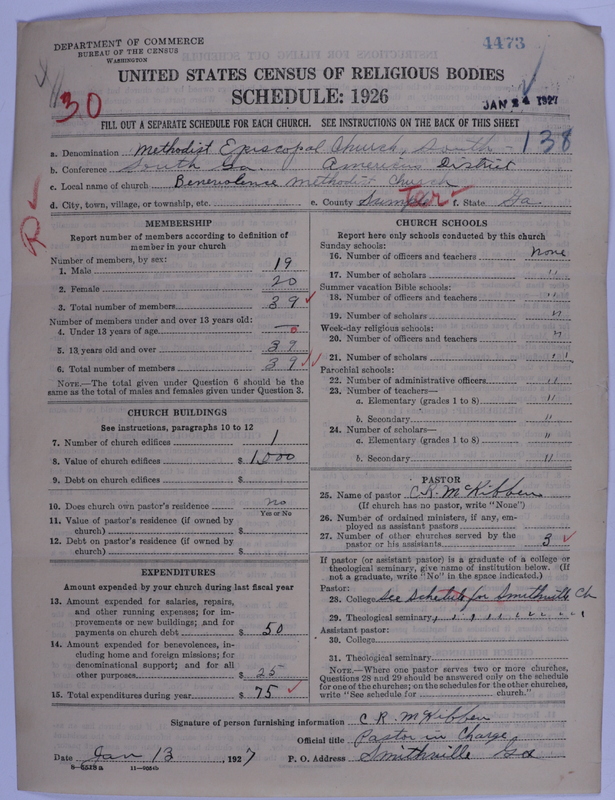 DEPARTMENT OF COMMERCE
BUREAU OF THE CENSUS
WASHINGTON
4473
UNITED STATES CENSUS OF RELIGIOUS BODIES
SCHEDULE: 1926
30
JAN 24 1927
FILL OUT A SEPARATE SCHEDULE FOR EACH CHURCH. SEE INSTRUCTIONS ON THE BACK OF THIS SHEET
138
a. Denomination Methodist Episcopal Church, South
b. Conference South Ga Americus District
c. Local name of church Benevolence Methodist Church
d. City, town, village, or township, etc.
e. County Sumpter
f. State Ga
R
MEMBERSHIP
Report number of members according to definition of member in your church
Number of members, by sex:
1. Male 19
2. Female 20
3. Total number of members 39
Number of members under and over 13 years old:
4. Under 13 years of age — 0
5. 13 years old and over 39
6. Total number of members 39
NOTE.—The total given under Question 6 should be the
same as the total of males and females given under Question 3.
CHURCH BUILDINGS
See instructions, paragraphs 10 to 12
7. Number of church edifices 1
8. Value of church edifices $ 1000
9. Debt on church edifices $
10. Does church own pastor's residence no
Yes or No
11. Value of pastor's residence (if owned by
church) $
12. Debt on pastor's residence (if owned by
church) $
EXPENDITURES
Amount expended by your church during last fiscal year
13. Amount expended for salaries, repairs,
and other running expenses; for im-
provements or new buildings; and for
payments on church debt $ 50
14. Amount expended for benevolences, in-
cluding home and foreign missions; for
denominational support; and for all
other purposes $ 25
15. Total expenditures during year $ 75
CHURCH SCHOOLS
Report here only schools conducted by this church
Sunday schools:
16. Number of officers and teachers none
17. Number of scholars "
Summer vacation Bible schools:
18. Number of officers and teachers "
19. Number of scholars "
Week-day religious schools:
20. Number of officers and teachers "
21. Number of scholars "
Parochial schools:
22. Number of administrative officers "
23. Number of teachers—
a. Elementary (grades 1 to 8) "
b. Secondary "
24. Number of scholars—
a. Elementary (grades 1 to 8) "
b. Secondary "
PASTOR
25. Name of pastor C. R. McKibben
(If church has no pastor, write "None")
26. Number of ordained ministers, if any, em-
ployed as assistant pastors
27. Number of other churches served by the
pastor or his assistants 3
If pastor (or assistant pastor) is a graduate of a college or
theological seminary, give name of institution below. (If
not a graduate, write "No" in the space indicated.)
Pastor:
28. College See Schedule for Smithville Ch
29. Theological seminary " " " " " " "
Assistant pastor:
30. College
31. Theological seminary
NOTE.—Where one pastor serves two or more churches,
Questions 28 and 29 should be answered only on the schedule
for one of the churches; on the schedules for the other churches,
write "See schedule for ............ church."
Signature of person furnishing information C R McKibben
Official title Pastor in Charge
Date Jan 13, 1927 P. O. Address Smithville Ga
8—6518a 11—9054b